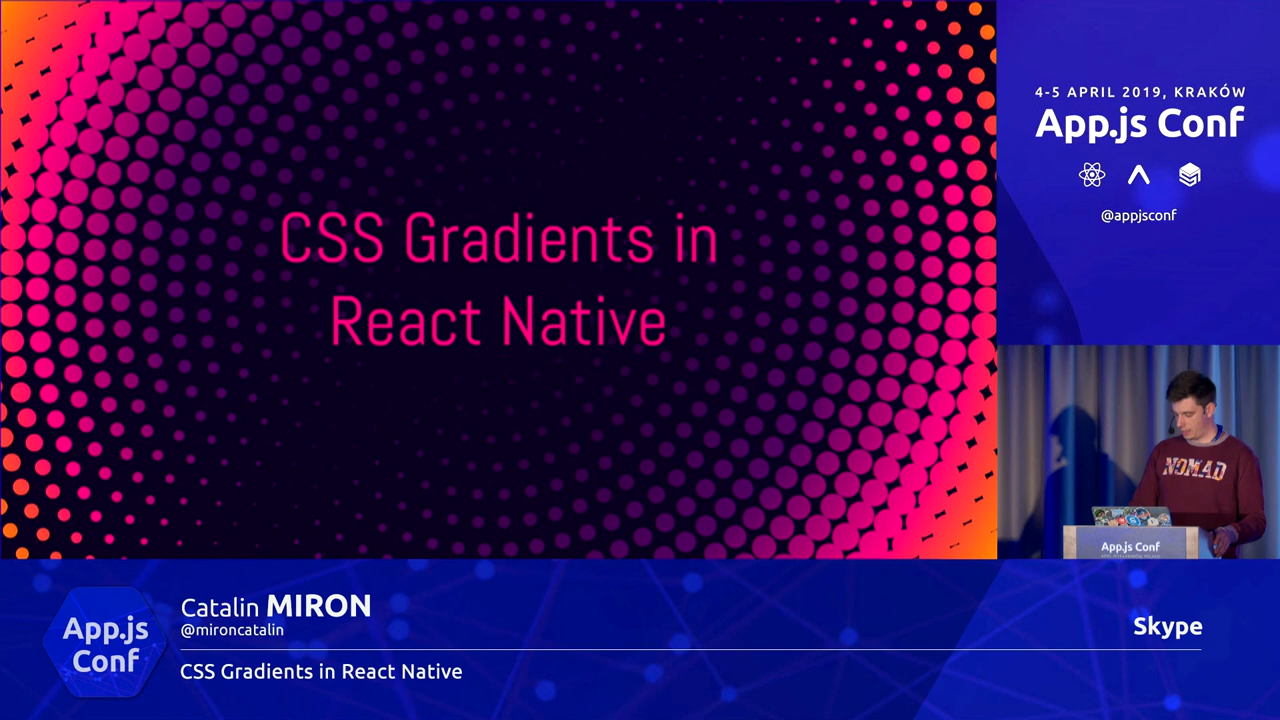 CSS Gradients in
React Native
4-5 APRIL 2019, KRAKÓW
App.js Conf
@appjsconf
NOMAD
App.js Conf
App.js
Conf
Catalin MIRON
@mironcatalin
CSS Gradients in React Native
Skype